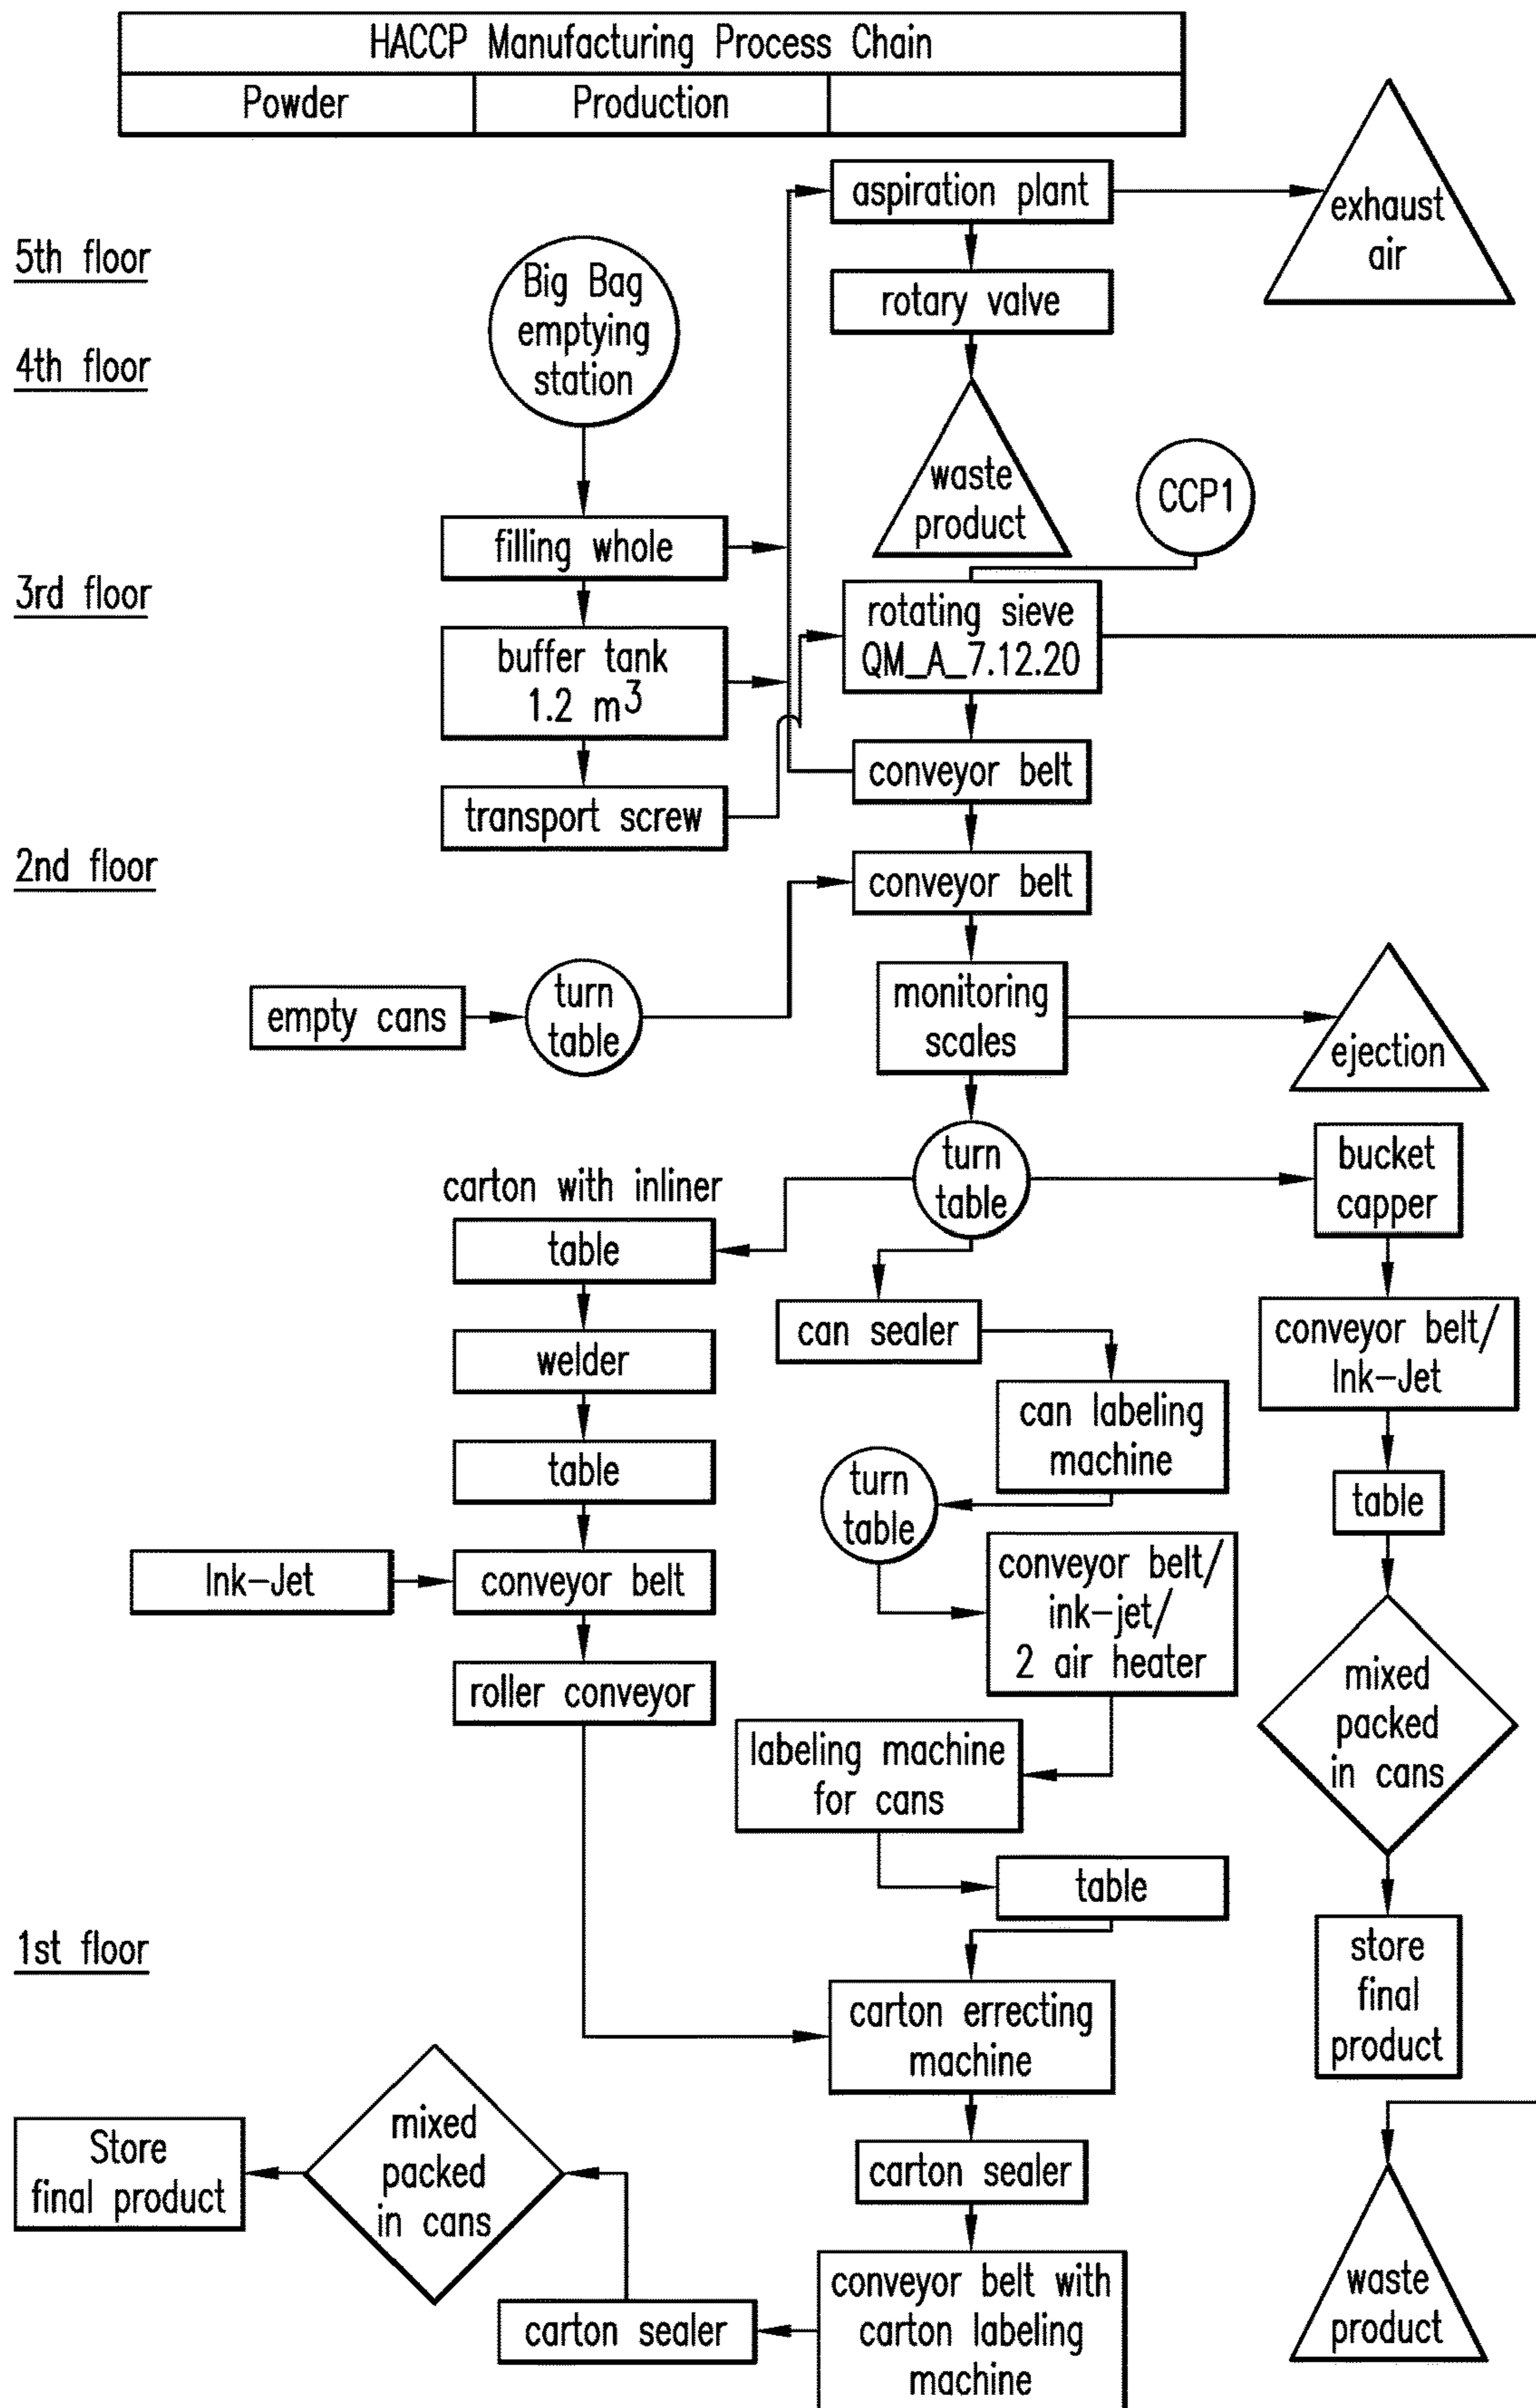 HACCP Manufacturing Process Chain
Powder
Production
aspiration plant
exhaust
air
5th floor
Big Bag
emptying
station
rotary valve
4th floor
waste
product
CCP1
filling whole
3rd floor
rotating sieve
QM_A_7.12.20
buffer tank
1.2 m³
conveyor belt
transport screw
2nd floor
conveyor belt
empty cans
turn
table
monitoring
scales
ejection
turn
table
bucket
capper
carton with inliner
table
can sealer
conveyor belt/
Ink-Jet
welder
can labeling
machine
table
turn
table
table
Ink-Jet
conveyor belt
conveyor belt/
ink-jet/
2 air heater
mixed
packed
in cans
roller conveyor
labeling machine
for cans
table
1st floor
store
final
product
carton errecting
machine
Store
final product
mixed
packed
in cans
carton sealer
waste
product
carton sealer
conveyor belt with
carton labeling
machine